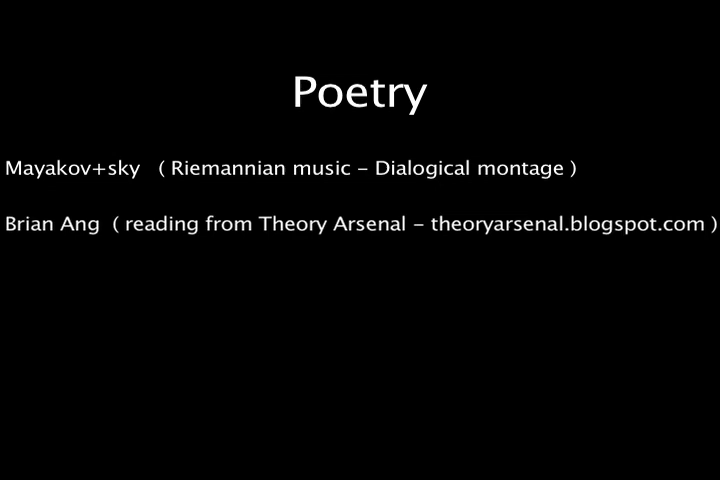 Poetry
Mayakov+sky ( Riemannian music - Dialogical montage )
Brian Ang ( reading from Theory Arsenal - theoryarsenal.blogspot.com )